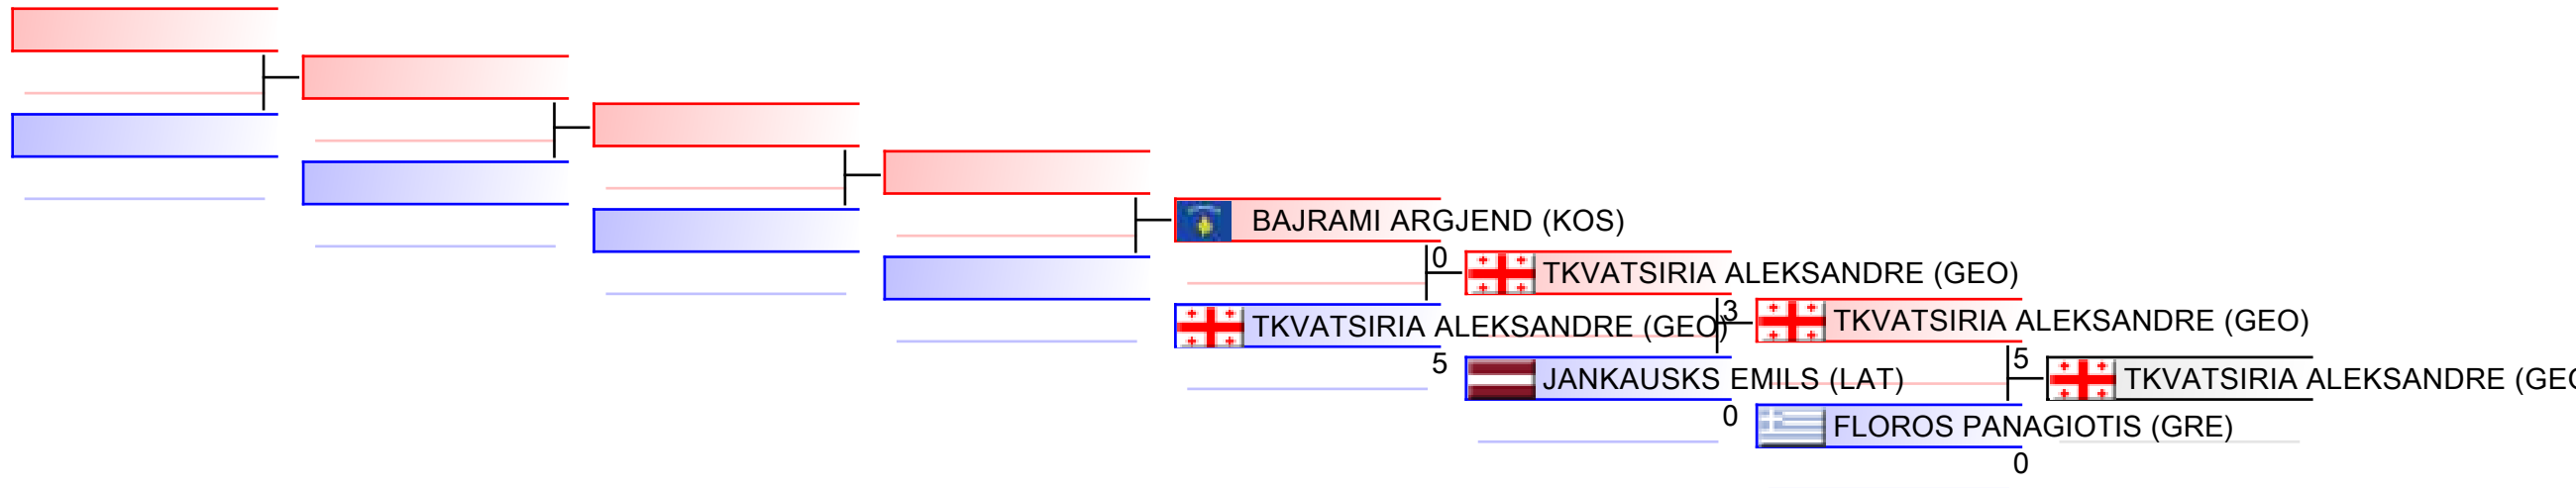 BAJRAMI ARGJEND (KOS)
0
TKVATSIRIA ALEKSANDRE (GEO)
TKVATSIRIA ALEKSANDRE (GEO)
5
3
JANKAUSKS EMILS (LAT)
0
TKVATSIRIA ALEKSANDRE (GEO)
5
FLOROS PANAGIOTIS (GRE)
0
TKVATSIRIA ALEKSANDRE (GEO